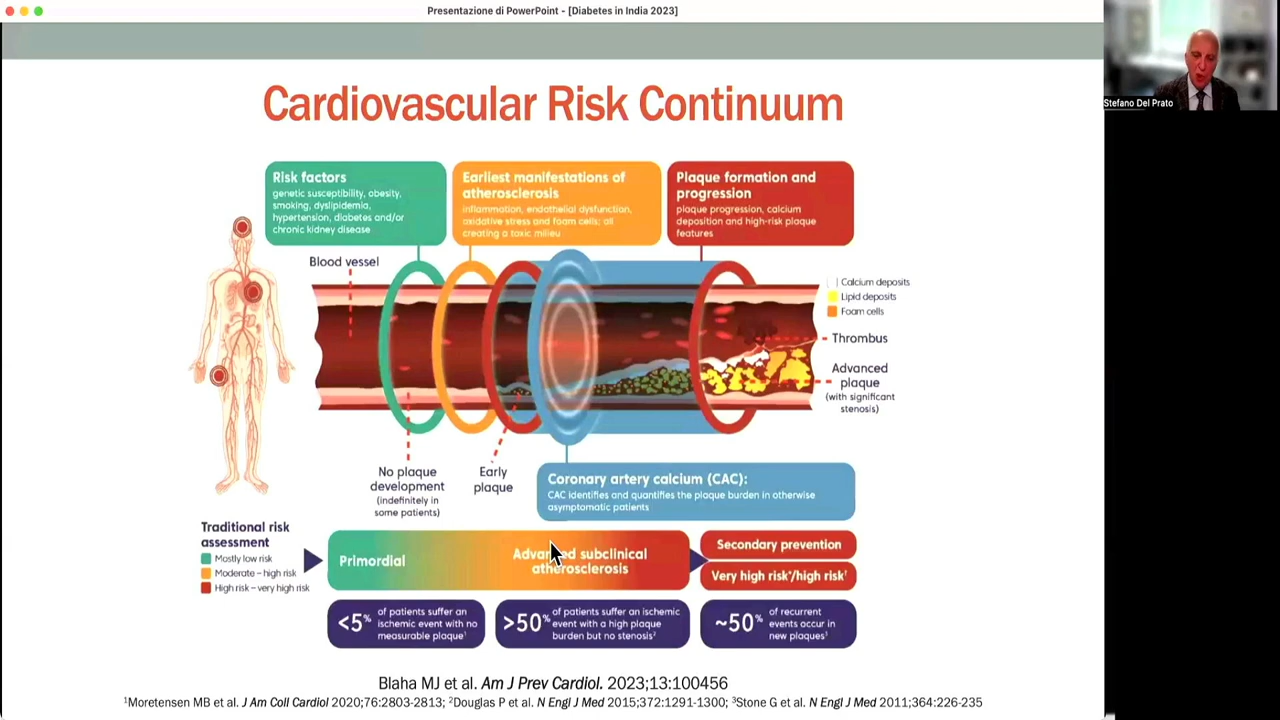 Presentazione di PowerPoint - [Diabetes in India 2023]
Stefano Del Prato
Cardiovascular Risk Continuum
Risk factors
genetic susceptibility, obesity,
smoking, dyslipidemia,
hypertension, diabetes and/or
chronic kidney disease
Earliest manifestations of
atherosclerosis
inflammation, endothelial dysfunction,
oxidative stress and foam cells; all
creating a toxic milieu
Plaque formation and
progression
plaque progression, calcium
deposition and high-risk plaque
features
Blood vessel
Calcium deposits
Lipid deposits
Foam cells
Thrombus
Advanced
plaque
(with significant
stenosis)
No plaque
development
(indefinitely in
some patients)
Early
plaque
Coronary artery calcium (CAC):
CAC identifies and quantifies the plaque burden in otherwise
asymptomatic patients
Traditional risk
assessment
Mostly low risk
Moderate – high risk
High risk – very high risk
Primordial
Advanced subclinical
atherosclerosis
Secondary prevention
Very high risk*/high risk†
<5% of patients suffer an
ischemic event with no
measurable plaque¹
>50% of patients suffer an ischemic
event with a high plaque
burden but no stenosis²
~50% of recurrent
events occur in
new plaques³
Blaha MJ et al. Am J Prev Cardiol. 2023;13:100456
¹Moretensen MB et al. J Am Coll Cardiol 2020;76:2803-2813; ²Douglas P et al. N Engl J Med 2015;372:1291-1300; ³Stone G et al. N Engl J Med 2011;364:226-235